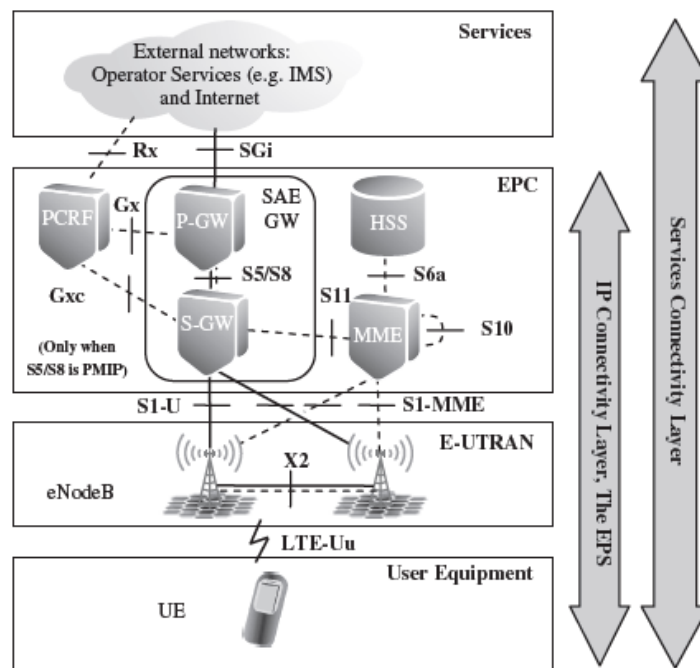 Services
External networks:
Operator Services (e.g. IMS)
and Internet
Rx
SGi
EPC
SAE
GW
PCRF
Gx
P-GW
HSS
S5/S8
S6a
Gxc
S11
S-GW
MME
S10
(Only when
S5/S8 is PMIP)
S1-U
S1-MME
E-UTRAN
X2
eNodeB
LTE-Uu
User Equipment
UE
IP Connectivity Layer, The EPS
Services Connectivity Layer